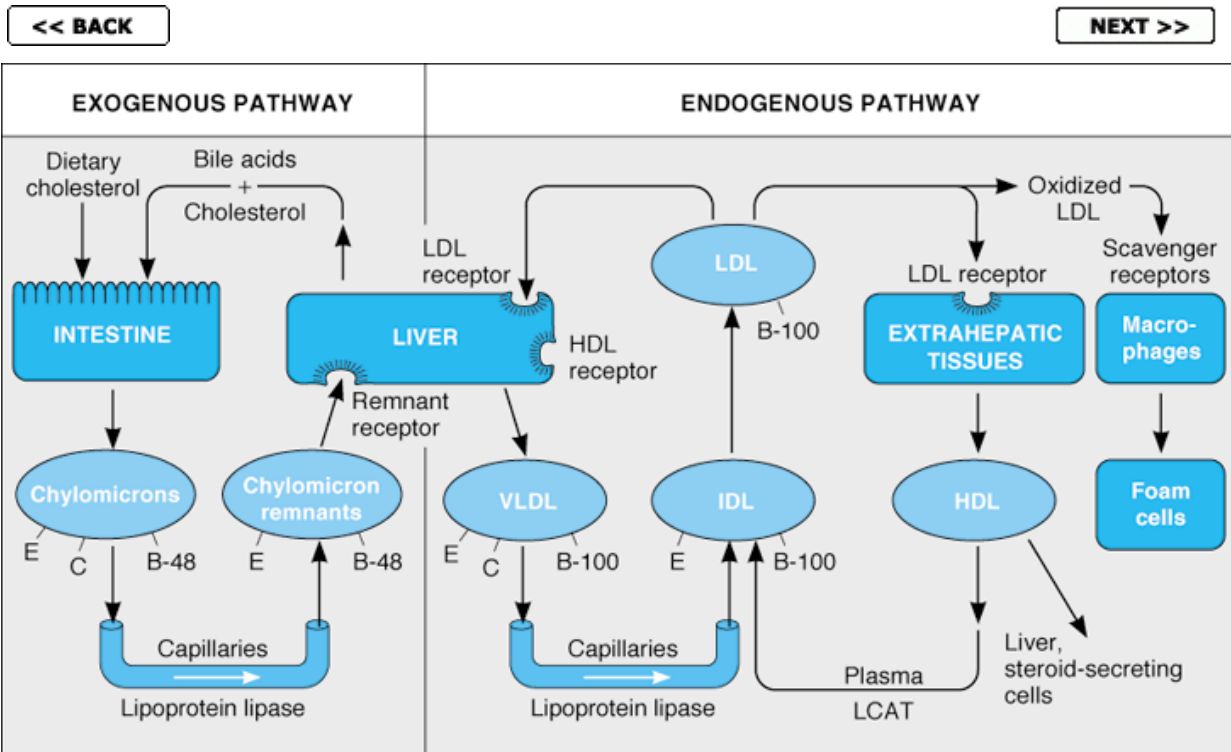 << BACK
NEXT >>
EXOGENOUS PATHWAY
ENDOGENOUS PATHWAY
Dietary
cholesterol
Bile acids
+
Cholesterol
LDL
receptor
LDL
B-100
Oxidized
LDL
LDL receptor
Scavenger
receptors
INTESTINE
LIVER
HDL
receptor
EXTRAHEPATIC
TISSUES
Macro-
phages
Remnant
receptor
Chylomicrons
E
C
B-48
Chylomicron
remnants
E
B-48
VLDL
E
C
B-100
IDL
E
B-100
HDL
Foam
cells
Capillaries
Lipoprotein lipase
Capillaries
Lipoprotein lipase
Plasma
LCAT
Liver,
steroid-secreting
cells